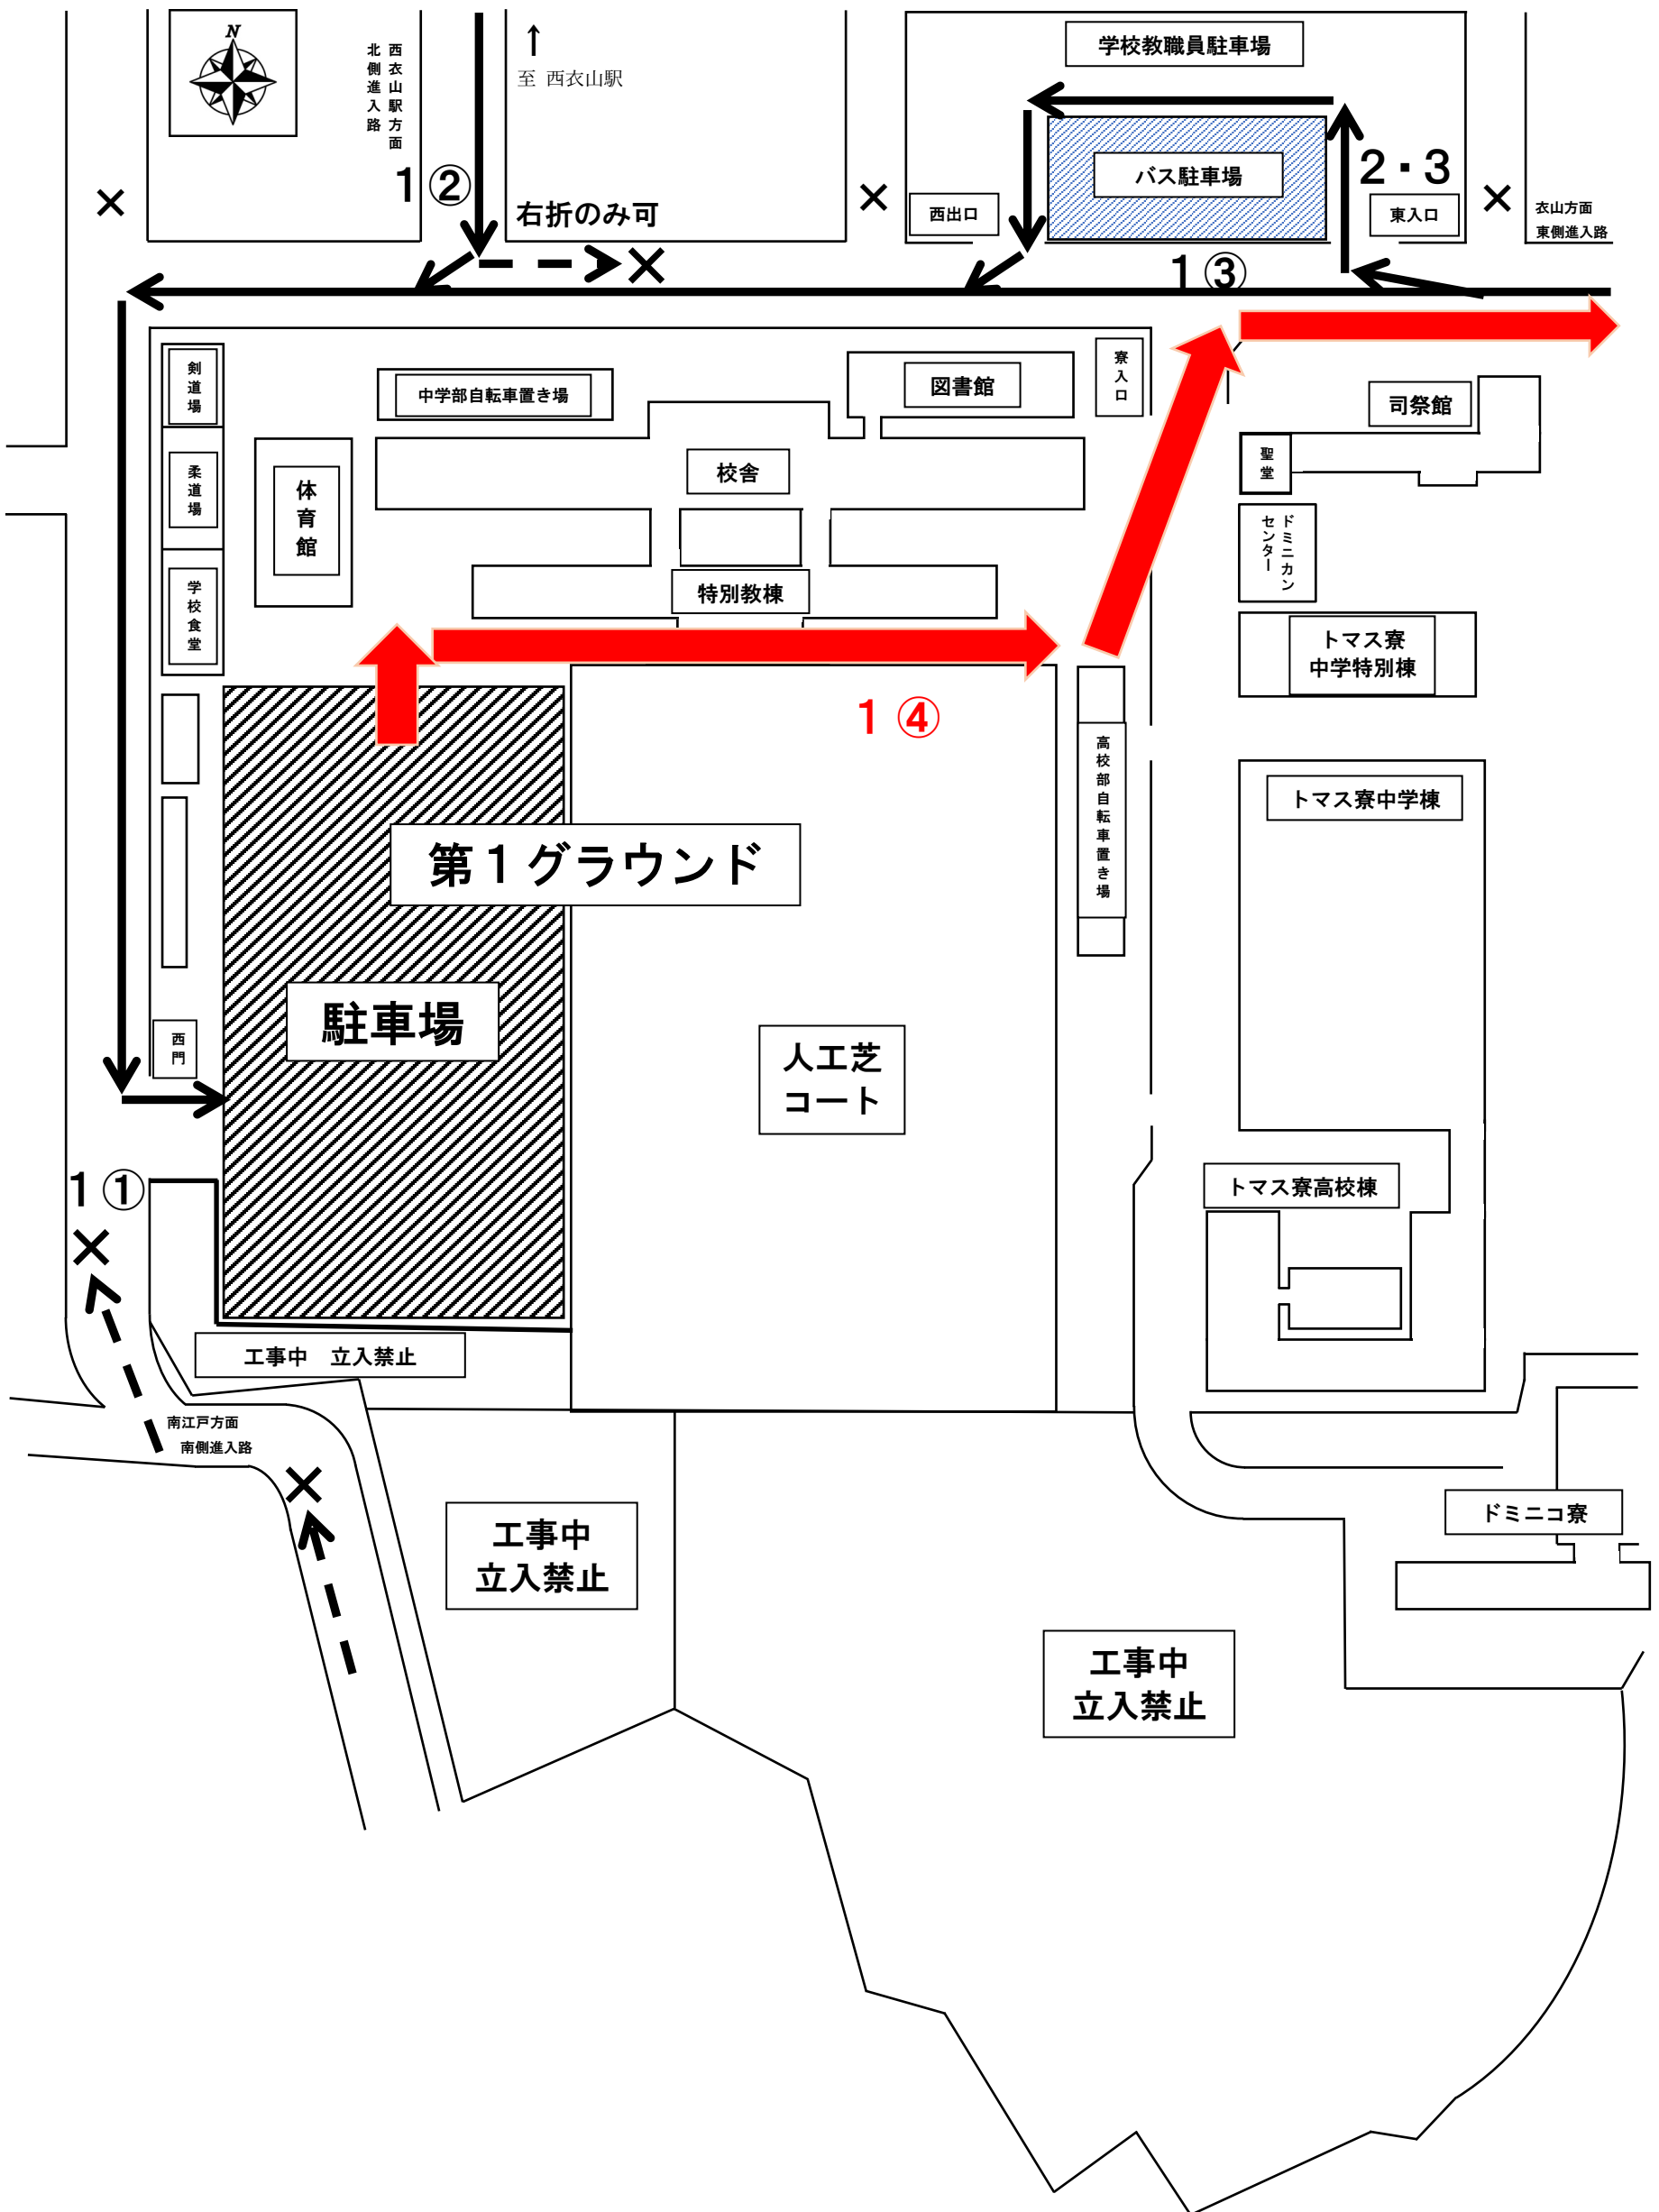 N
西衣山駅方面
北側進入路
↑
至 西衣山駅
学校教職員駐車場
バス駐車場
2・3
1②
右折のみ可
×
×
×
×
西出口
東入口
衣山方面
東側進入路
1③
剣道場
柔道場
学校食堂
中学部自転車置き場
図書館
寮入口
司祭館
聖堂
体育館
校舎
ドミニカン
センター
特別教棟
トマス寮
中学特別棟
1④
高校部自転車置き場
トマス寮中学棟
第1グラウンド
駐車場
西門
人工芝
コート
1①
×
トマス寮高校棟
工事中 立入禁止
南江戸方面
南側進入路
×
工事中
立入禁止
ドミニコ寮
工事中
立入禁止